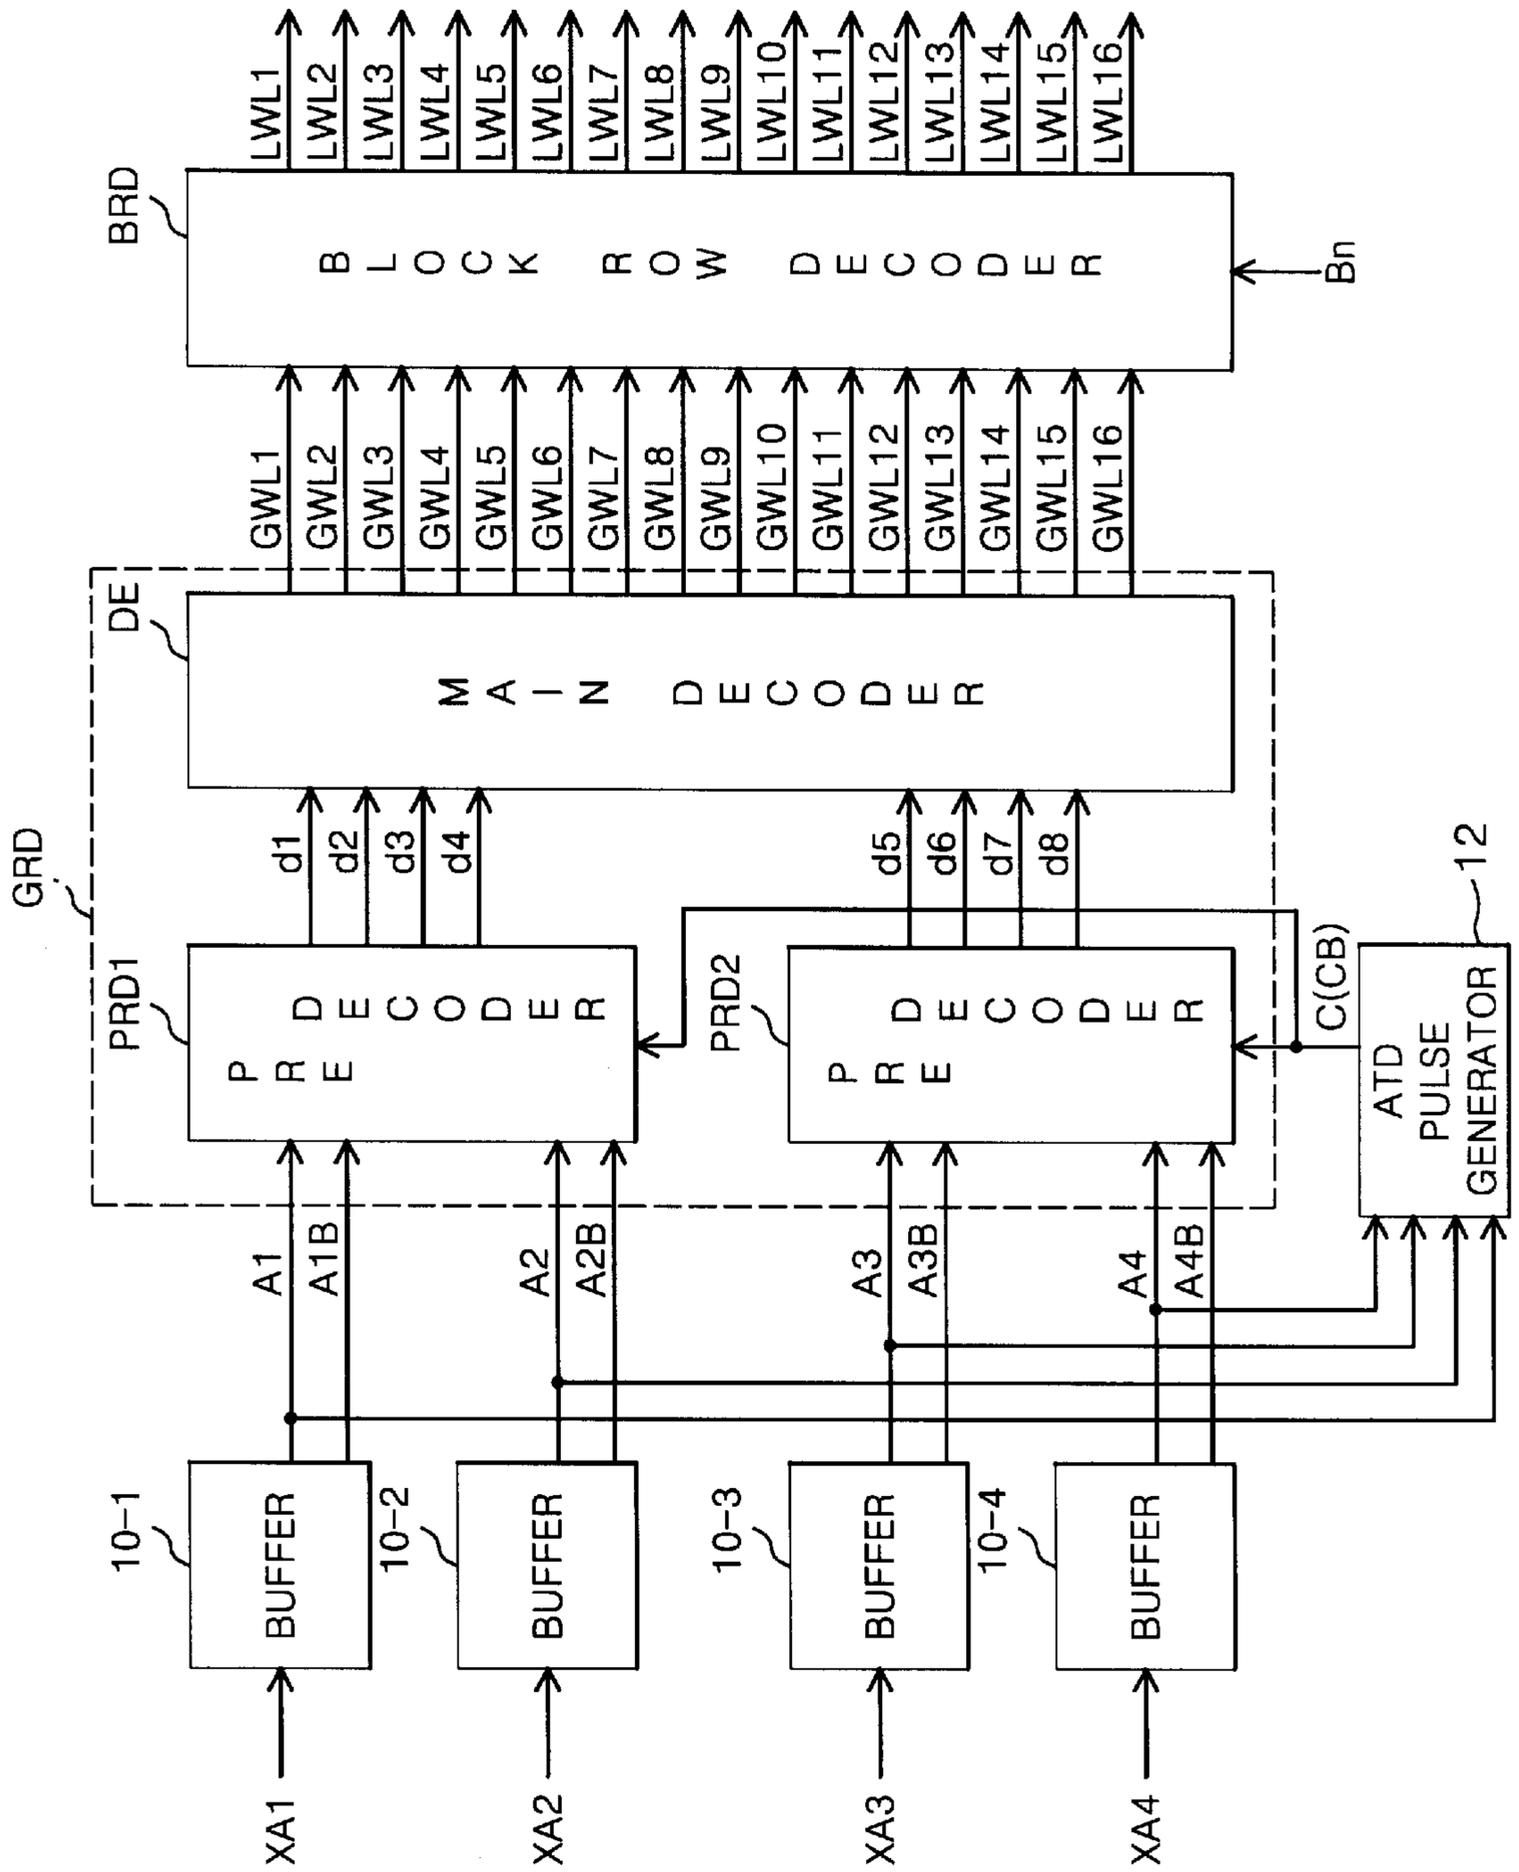 GRD
XA1
10-1
BUFFER
A1
A1B
PRD1
PRE
DECODER
d1
d2
d3
d4
XA2
10-2
BUFFER
A2
A2B
XA3
10-3
BUFFER
A3
A3B
PRD2
PRE
DECODER
d5
d6
d7
d8
XA4
10-4
BUFFER
A4
A4B
C(CB)
ATD
PULSE
GENERATOR
12
DE
MAIN DECODER
GWL1
GWL2
GWL3
GWL4
GWL5
GWL6
GWL7
GWL8
GWL9
GWL10
GWL11
GWL12
GWL13
GWL14
GWL15
GWL16
BRD
BLOCK ROW DECODER
Bn
LWL1
LWL2
LWL3
LWL4
LWL5
LWL6
LWL7
LWL8
LWL9
LWL10
LWL11
LWL12
LWL13
LWL14
LWL15
LWL16